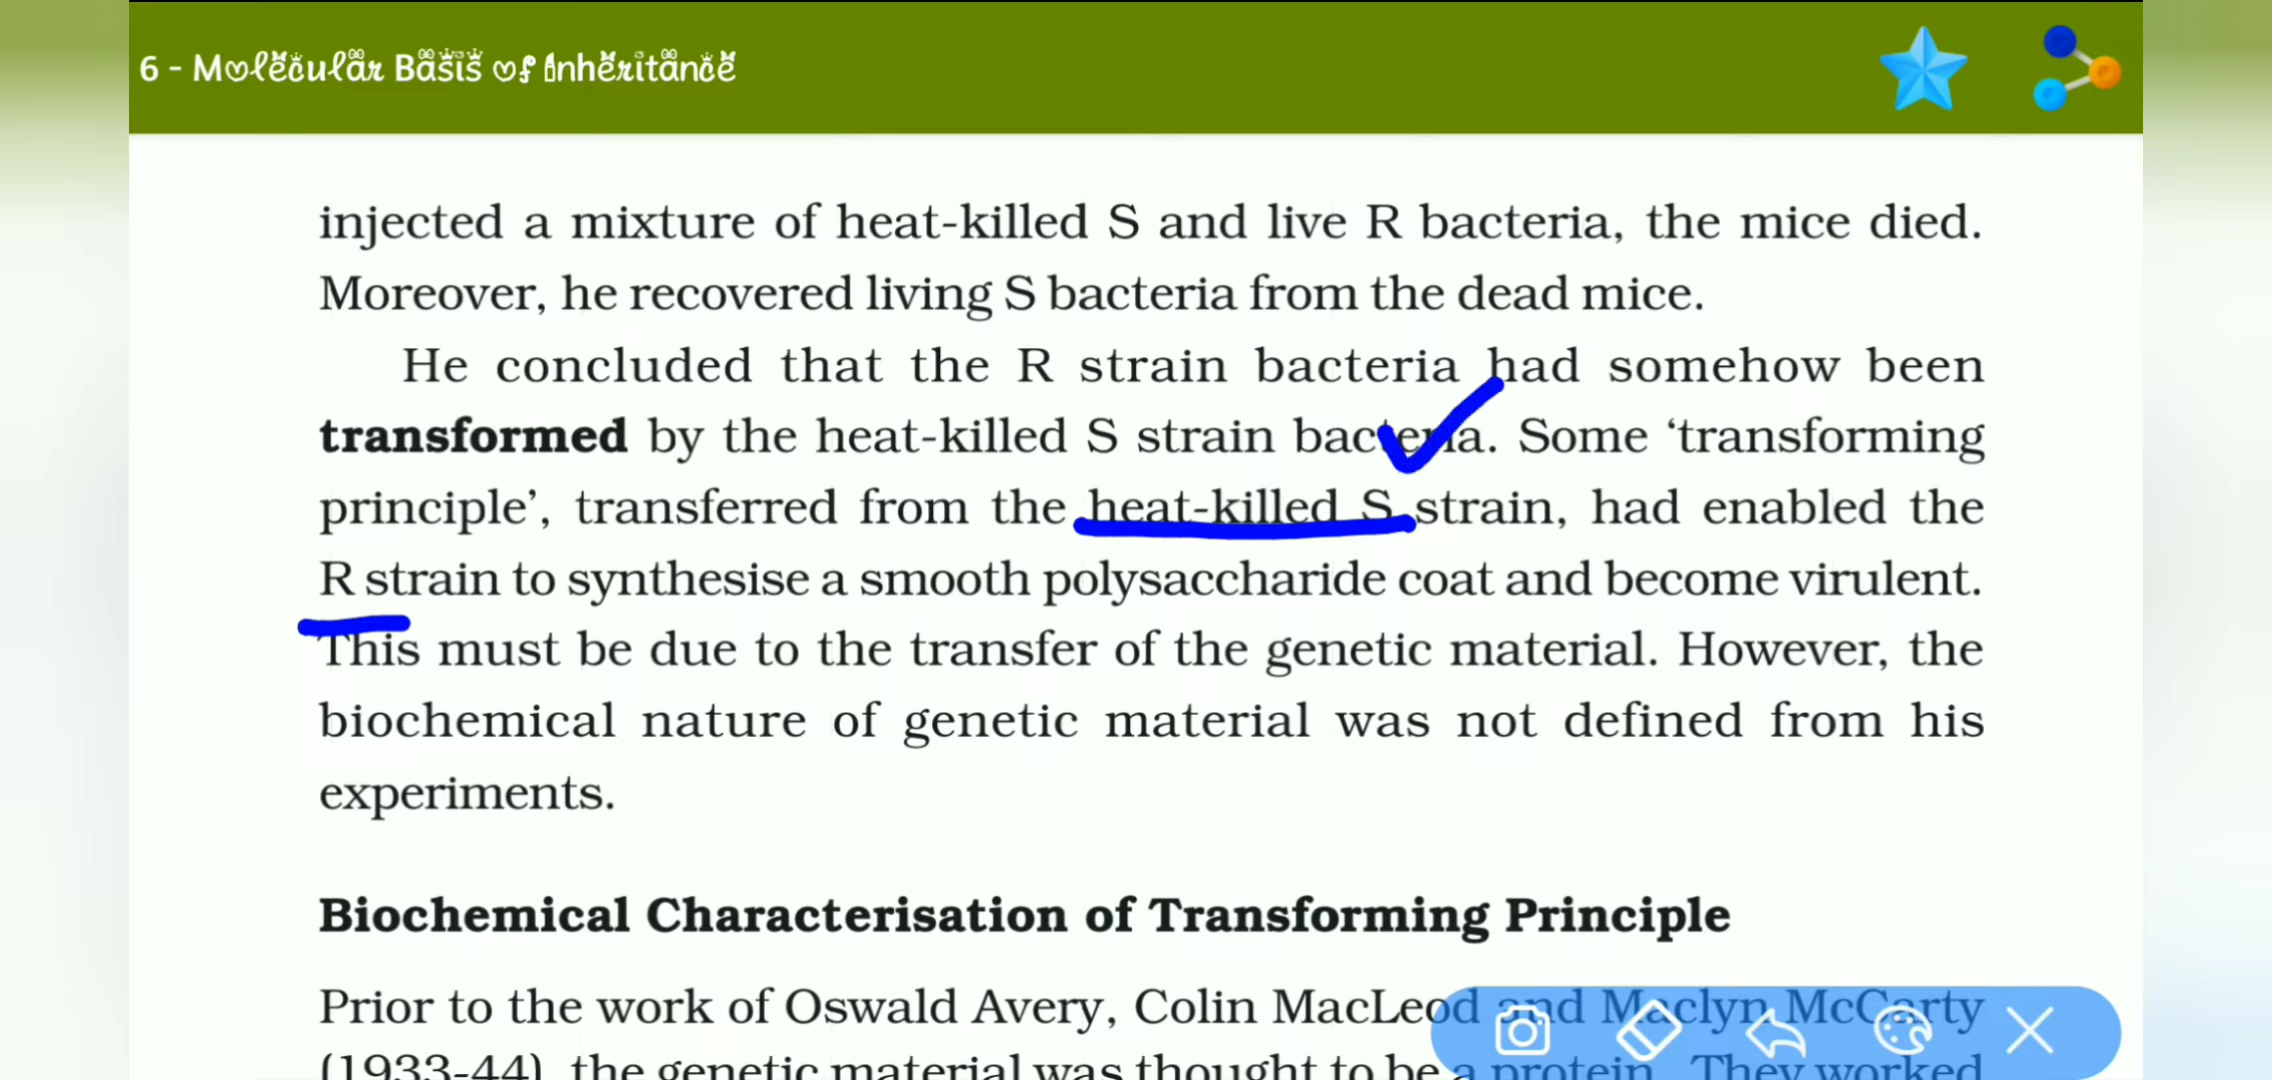 6 - Molecular Basis of Inheritance
injected a mixture of heat-killed S and live R bacteria, the mice died.
Moreover, he recovered living S bacteria from the dead mice.
He concluded that the R strain bacteria had somehow been
transformed by the heat-killed S strain bacteria. Some ‘transforming
principle’, transferred from the heat-killed S strain, had enabled the
R strain to synthesise a smooth polysaccharide coat and become virulent.
This must be due to the transfer of the genetic material. However, the
biochemical nature of genetic material was not defined from his
experiments.
Biochemical Characterisation of Transforming Principle
Prior to the work of Oswald Avery, Colin MacLeod and Maclyn McCarty
(1933-44), the genetic material was thought to be a protein. They worked